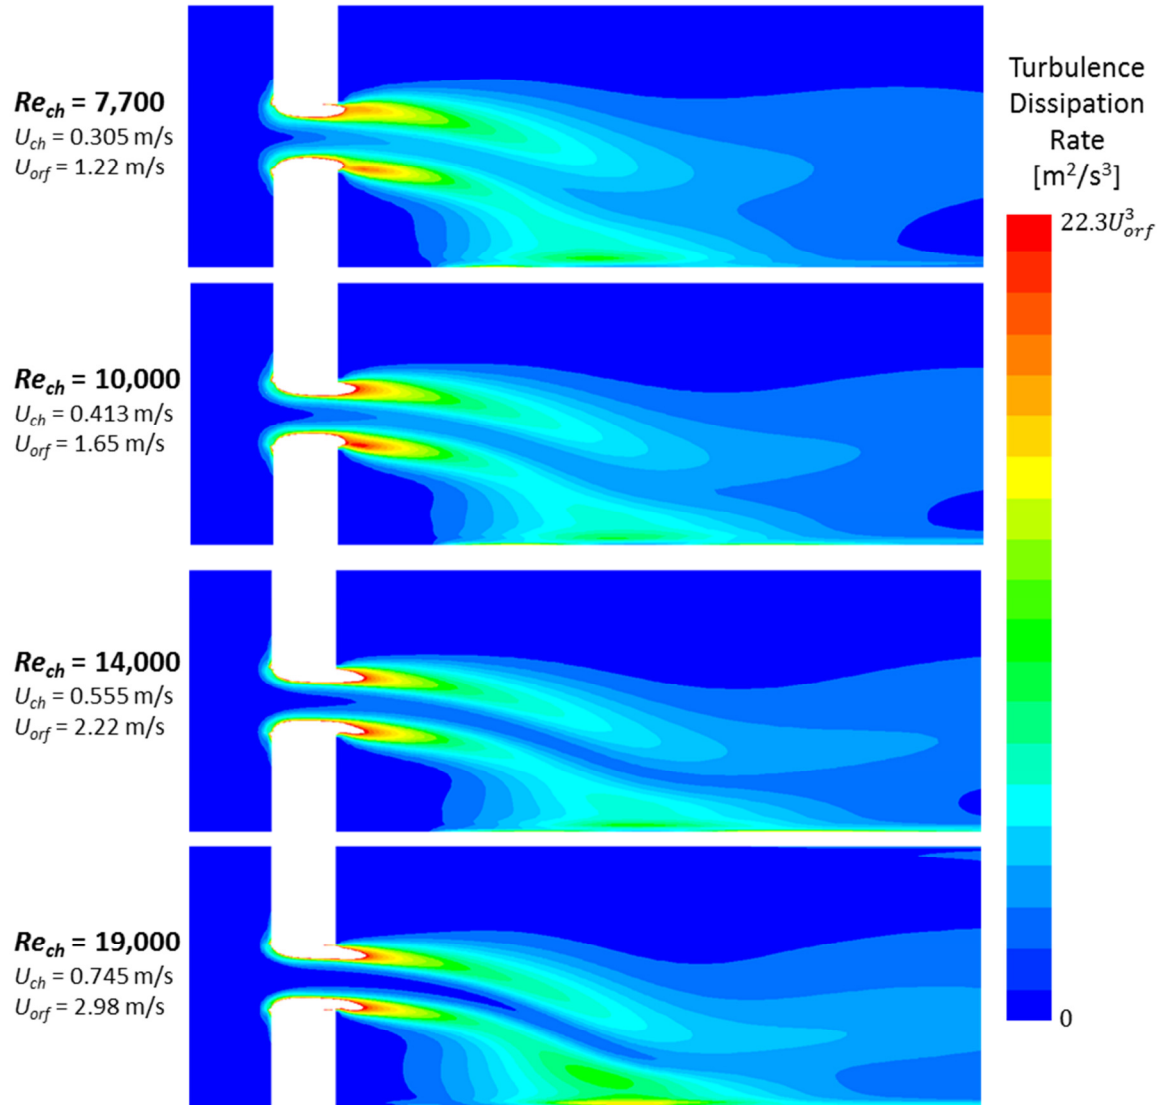 Re_ch = 7,700
U_ch = 0.305 m/s
U_orf = 1.22 m/s
Re_ch = 10,000
U_ch = 0.413 m/s
U_orf = 1.65 m/s
Re_ch = 14,000
U_ch = 0.555 m/s
U_orf = 2.22 m/s
Re_ch = 19,000
U_ch = 0.745 m/s
U_orf = 2.98 m/s
Turbulence
Dissipation
Rate
[m²/s³]
22.3U³_orf
0